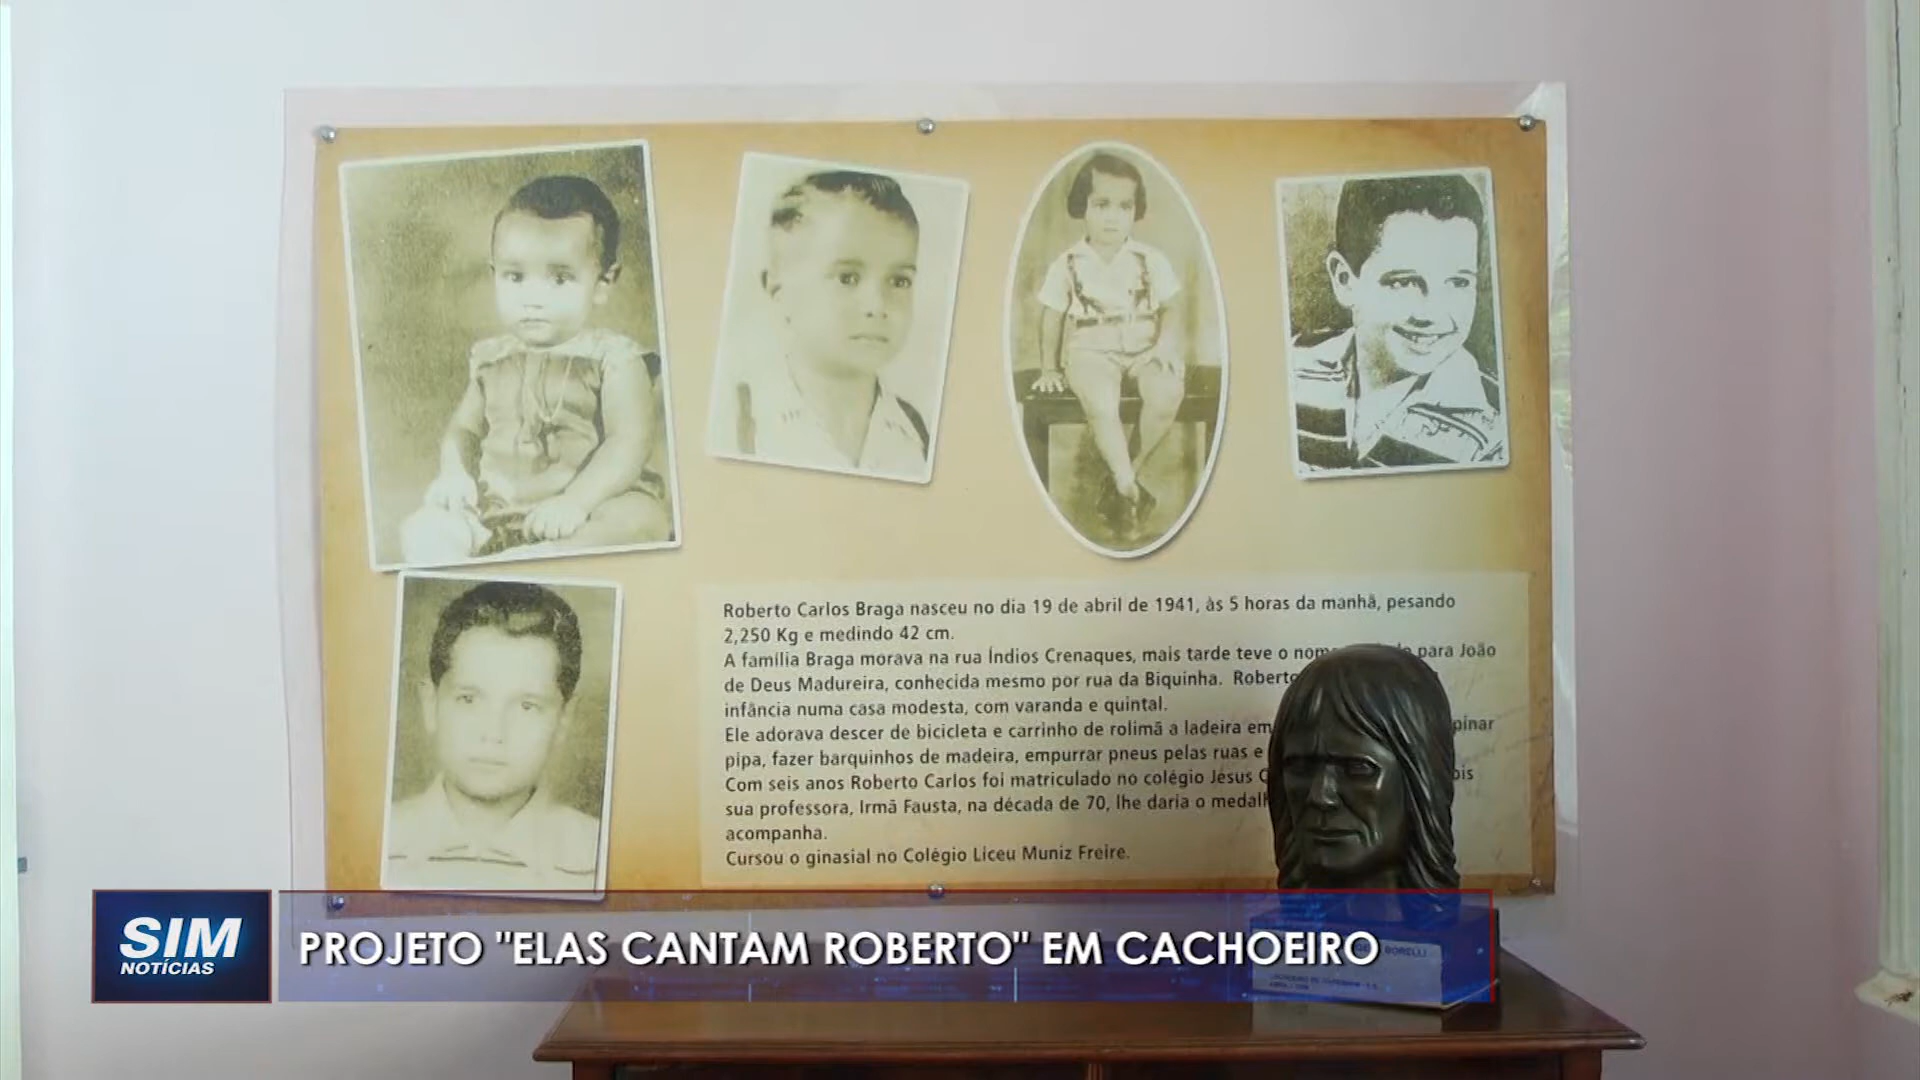 Roberto Carlos Braga nasceu no dia 19 de abril de 1941, às 5 horas da manhã, pesando
2,250 Kg e medindo 42 cm.
A família Braga morava na rua Índios Crenaques, mais tarde teve o para João
de Deus Madureira, conhecida mesmo por rua da Biquinha.
infância numa casa modesta, com varanda e quintal.
Ele adorava descer de bicicleta e carrinho de rolimã a ladeira em
pipa, fazer barquinhos de madeira, empurrar pneus pelas ruas e
Com seis anos Roberto Carlos foi matriculado no colégio Jesus
sua professora, Irmã Fausta, na década de 70, lhe daria o
acompanha.
Cursou o ginasial no Colégio Liceu Muniz Freire.
SIM
NOTÍCIAS
PROJETO "ELAS CANTAM ROBERTO" EM CACHOEIRO
BORELLI